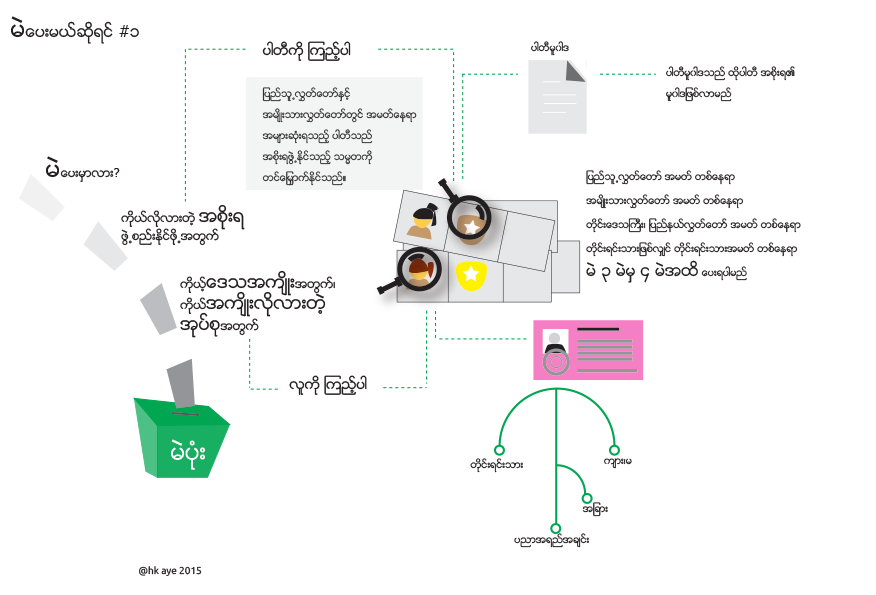 မဲပေးမယ်ဆိုရင် #၁
ပါတီကို ကြည့်ပါ
ပြည်သူ့လွှတ်တော်နှင့်
အမျိုးသားလွှတ်တော်တွင် အမတ်နေရာ
အများဆုံးရသည့် ပါတီသည်
အစိုးရဖွဲ့နိုင်သည့် သမ္မတကို
တင်မြှောက်နိုင်သည်။
ပါတီမူဝါဒ
ပါတီမူဝါဒသည် ထိုပါတီ အစိုးရ၏
မူဝါဒဖြစ်လာမည်
မဲပေးမှာလား?
ကိုယ်လိုလားတဲ့ အစိုးရ
ဖွဲ့စည်းနိုင်ဖို့အတွက်
ကိုယ့်ဒေသအကျိုးအတွက်၊
ကိုယ်အကျိုးလိုလားတဲ့
အုပ်စုအတွက်
ပြည်သူ့လွှတ်တော် အမတ် တစ်နေရာ
အမျိုးသားလွှတ်တော် အမတ် တစ်နေရာ
တိုင်းဒေသကြီး၊ ပြည်နယ်လွှတ်တော် အမတ် တစ်နေရာ
တိုင်းရင်းသားဖြစ်လျှင် တိုင်းရင်းသားအမတ် တစ်နေရာ
မဲ ၃ မဲမှ ၄ မဲအထိ ပေးရပါမည်
လူကို ကြည့်ပါ
မဲပုံး
တိုင်းရင်းသား
ကျား၊မ
အခြား
ပညာအရည်အချင်း
@hk aye 2015